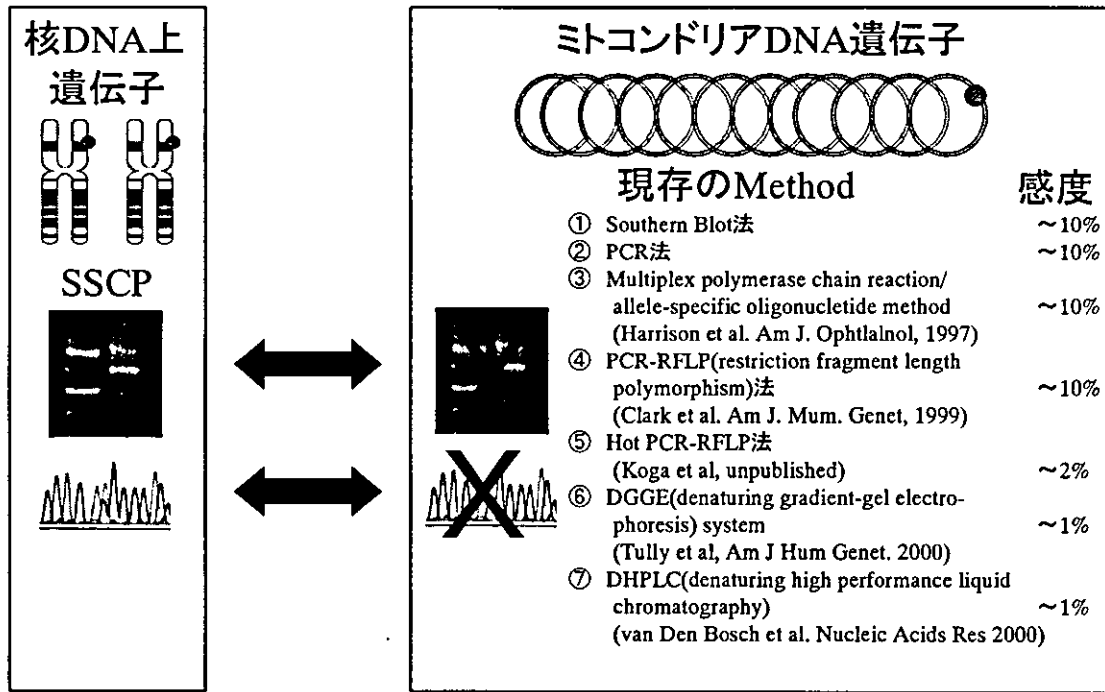 核DNA上
遺伝子
SSCP
ミトコンドリアDNA遺伝子
現存のMethod 感度
① Southern Blot法 ～10%
② PCR法 ～10%
③ Multiplex polymerase chain reaction/
allele-specific oligonucletide method ～10%
(Harrison et al. Am J. Ophtlalnol, 1997)
④ PCR-RFLP(restriction fragment length
polymorphism)法 ～10%
(Clark et al. Am J. Mum. Genet, 1999)
⑤ Hot PCR-RFLP法
(Koga et al, unpublished) ～2%
⑥ DGGE(denaturing gradient-gel electro-
phoresis) system ～1%
(Tully et al, Am J Hum Genet. 2000)
⑦ DHPLC(denaturing high performance liquid
chromatography) ～1%
(van Den Bosch et al. Nucleic Acids Res 2000)